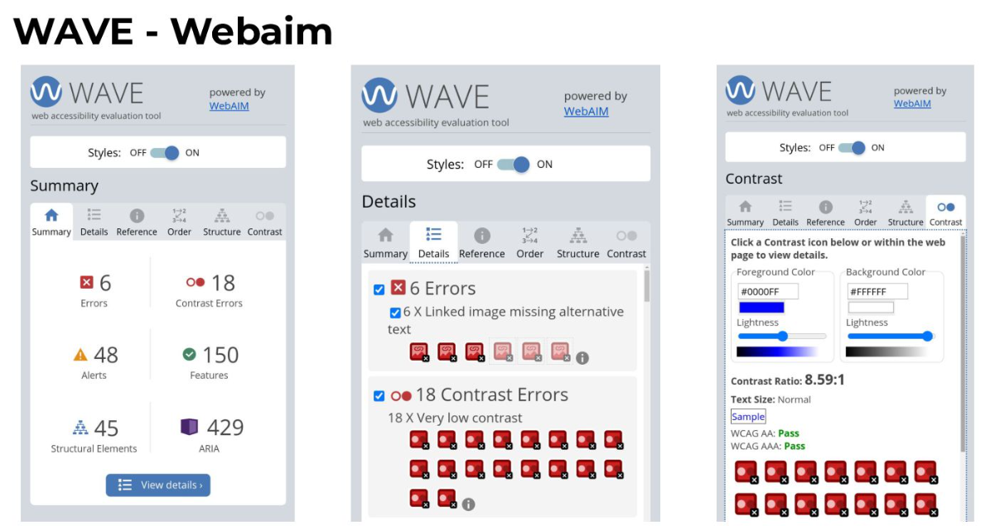 WAVE - Webaim
WAVE
powered by
WebAIM
web accessibility evaluation tool
Styles: OFF ON
Summary
Summary Details Reference Order Structure Contrast
6
Errors
18
Contrast Errors
48
Alerts
150
Features
45
Structural Elements
429
ARIA
View details ›
WAVE
powered by
WebAIM
web accessibility evaluation tool
Styles: OFF ON
Details
Summary Details Reference Order Structure Contrast
6 Errors
6 X Linked image missing alternative
text
18 Contrast Errors
18 X Very low contrast
WAVE
powered by
WebAIM
web accessibility evaluation tool
Styles: OFF ON
Contrast
Summary Details Reference Order Structure Contrast
Click a Contrast icon below or within the web
page to view details.
Foreground Color
#0000FF
Lightness
Background Color
#FFFFFF
Lightness
Contrast Ratio: 8.59:1
Text Size: Normal
Sample
WCAG AA: Pass
WCAG AAA: Pass